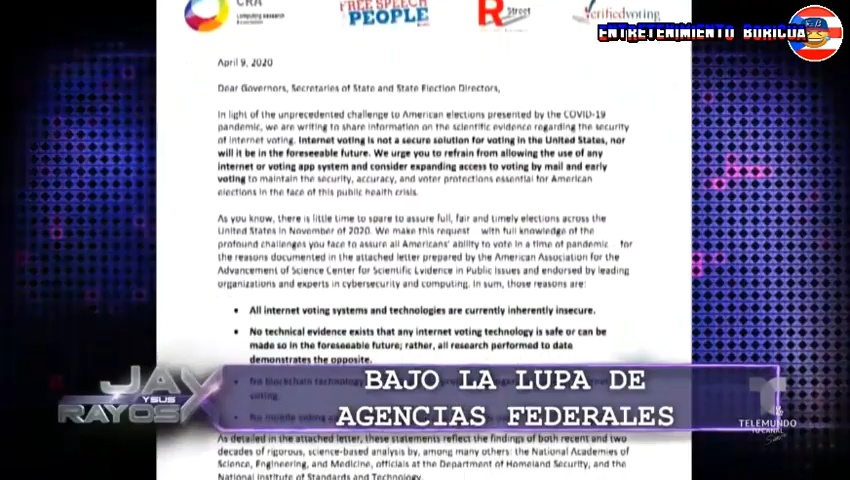 CRA
Computing Research
Association
FREE SPEECH
PEOPLE
R Street
verifiedvoting
ENTRETENIMIENTO BORICUA
April 9, 2020
Dear Governors, Secretaries of State and State Election Directors,
In light of the unprecedented challenge to American elections presented by the COVID-19
pandemic, we are writing to share information on the scientific evidence regarding the security
of internet voting. Internet voting is not a secure solution for voting in the United States, nor
will it be in the foreseeable future. We urge you to refrain from allowing the use of any
internet or voting app system and consider expanding access to voting by mail and early
voting to maintain the security, accuracy, and voter protections essential for American
elections in the face of this public health crisis.
As you know, there is little time to spare to assure full, fair and timely elections across the
United States in November of 2020. We make this request with full knowledge of the
profound challenges you face to assure all Americans' ability to vote in a time of pandemic for
the reasons documented in the attached letter prepared by the American Association for the
Advancement of Science Center for Scientific Evidence in Public Issues and endorsed by leading
organizations and experts in cybersecurity and computing. In sum, those reasons are:
• All internet voting systems and technologies are currently inherently insecure.
• No technical evidence exists that any internet voting technology is safe or can be
made so in the foreseeable future; rather, all research performed to date
demonstrates the opposite.
• No blockchain technology
voting.
• No mobile voting
JAY
Y SUS
RAYOS X
BAJO LA LUPA DE
AGENCIAS FEDERALES
TELEMUNDO
TU CANAL
As detailed in the attached letter, these statements reflect the findings of both recent and two
decades of rigorous, science-based analysis by, among many others: the National Academies of
Science, Engineering, and Medicine, officials at the Department of Homeland Security, and the
National Institute of Standards and Technology.